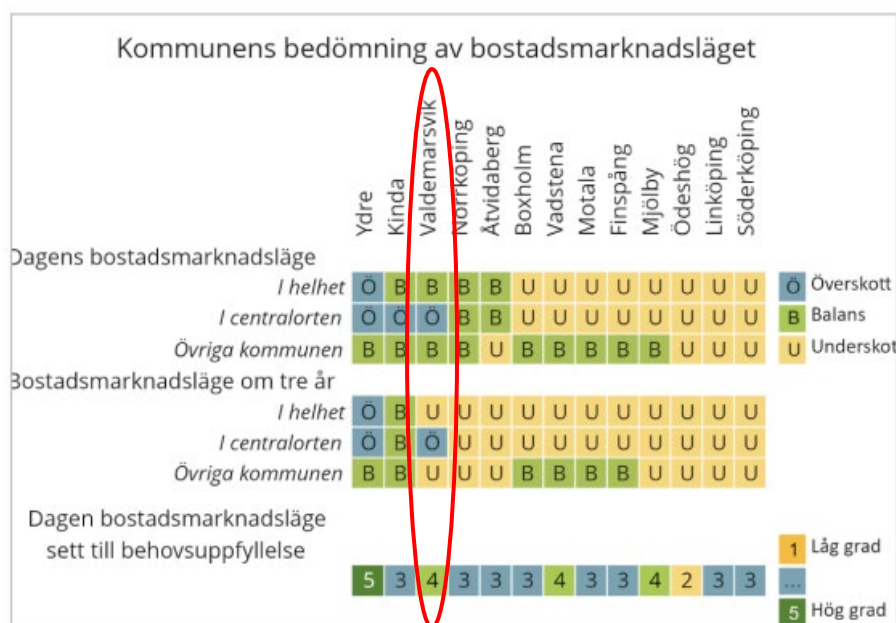 Kommunens bedömning av bostadsmarknadsläget
Ydre Kinda Valdemarsvik Norrköping Åtvidaberg Boxholm Vadstena Motala Finspång Mjölby Ödeshög Linköping Söderköping
Dagens bostadsmarknadsläge
I helhet Ö B B B B U U U U U U U U Ö Överskott
I centralorten Ö Ö Ö B B U U U U U U U U B Balans
Övriga kommunen B B B B U B B B B B U U U U Underskot
Bostadsmarknadsläge om tre år
I helhet Ö B U U U U U U U U U U U
I centralorten Ö B Ö U U U U U U U U U U
Övriga kommunen B B U U U B B B B U U U U
Dagen bostadsmarknadsläge
sett till behovsuppfyllelse
1 Låg grad
5 3 4 3 3 3 4 3 3 4 2 3 3 ...
5 Hög grad